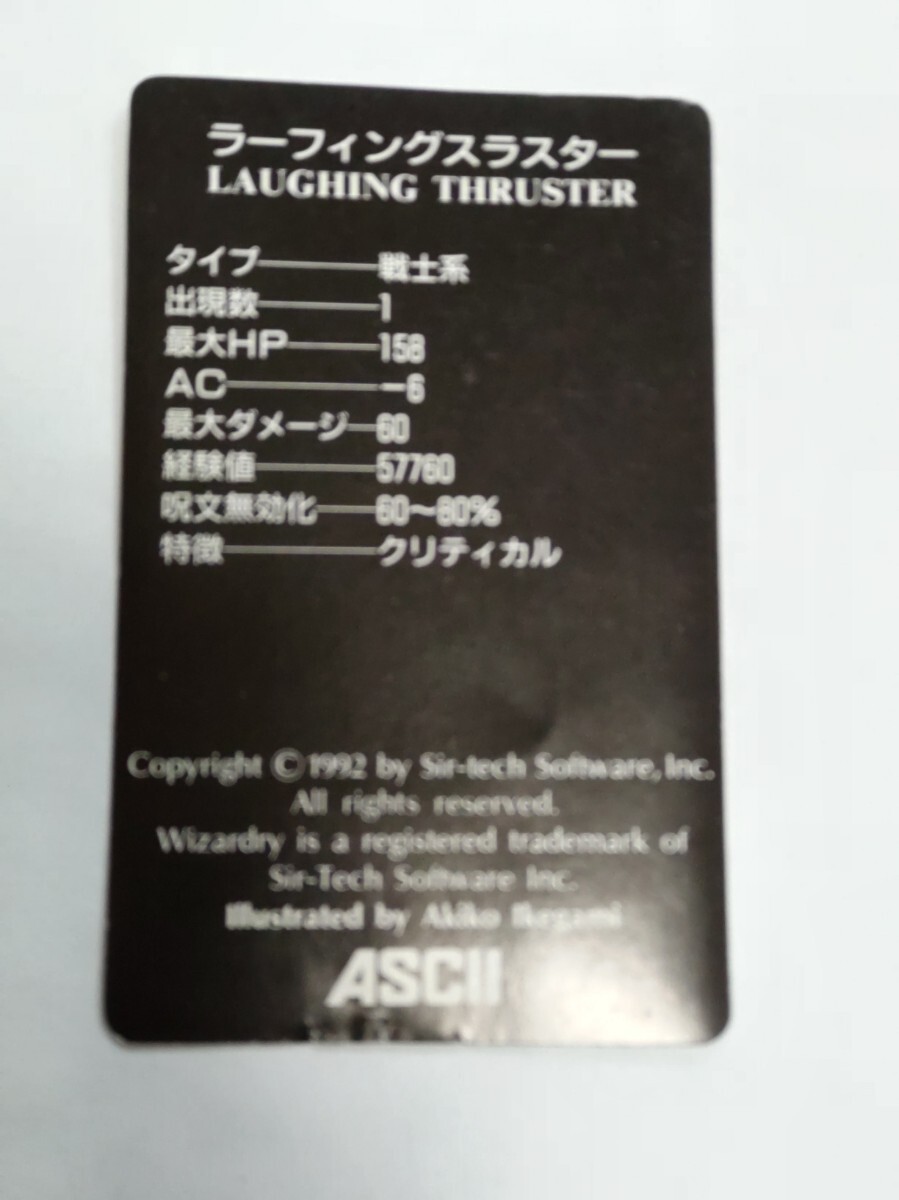 ラーフィングスラスター
LAUGHING THRUSTER
タイプ――戦士系
出現数――1
最大HP――158
AC――−6
最大ダメージ―60
経験値――57760
呪文無効化―60〜80%
特徴――クリティカル
Copyright ©1992 by Sir-tech Software, Inc.
All rights reserved.
Wizardry is a registered trademark of
Sir-Tech Software Inc.
Illustrated by Akiko Ikegami
ASCII